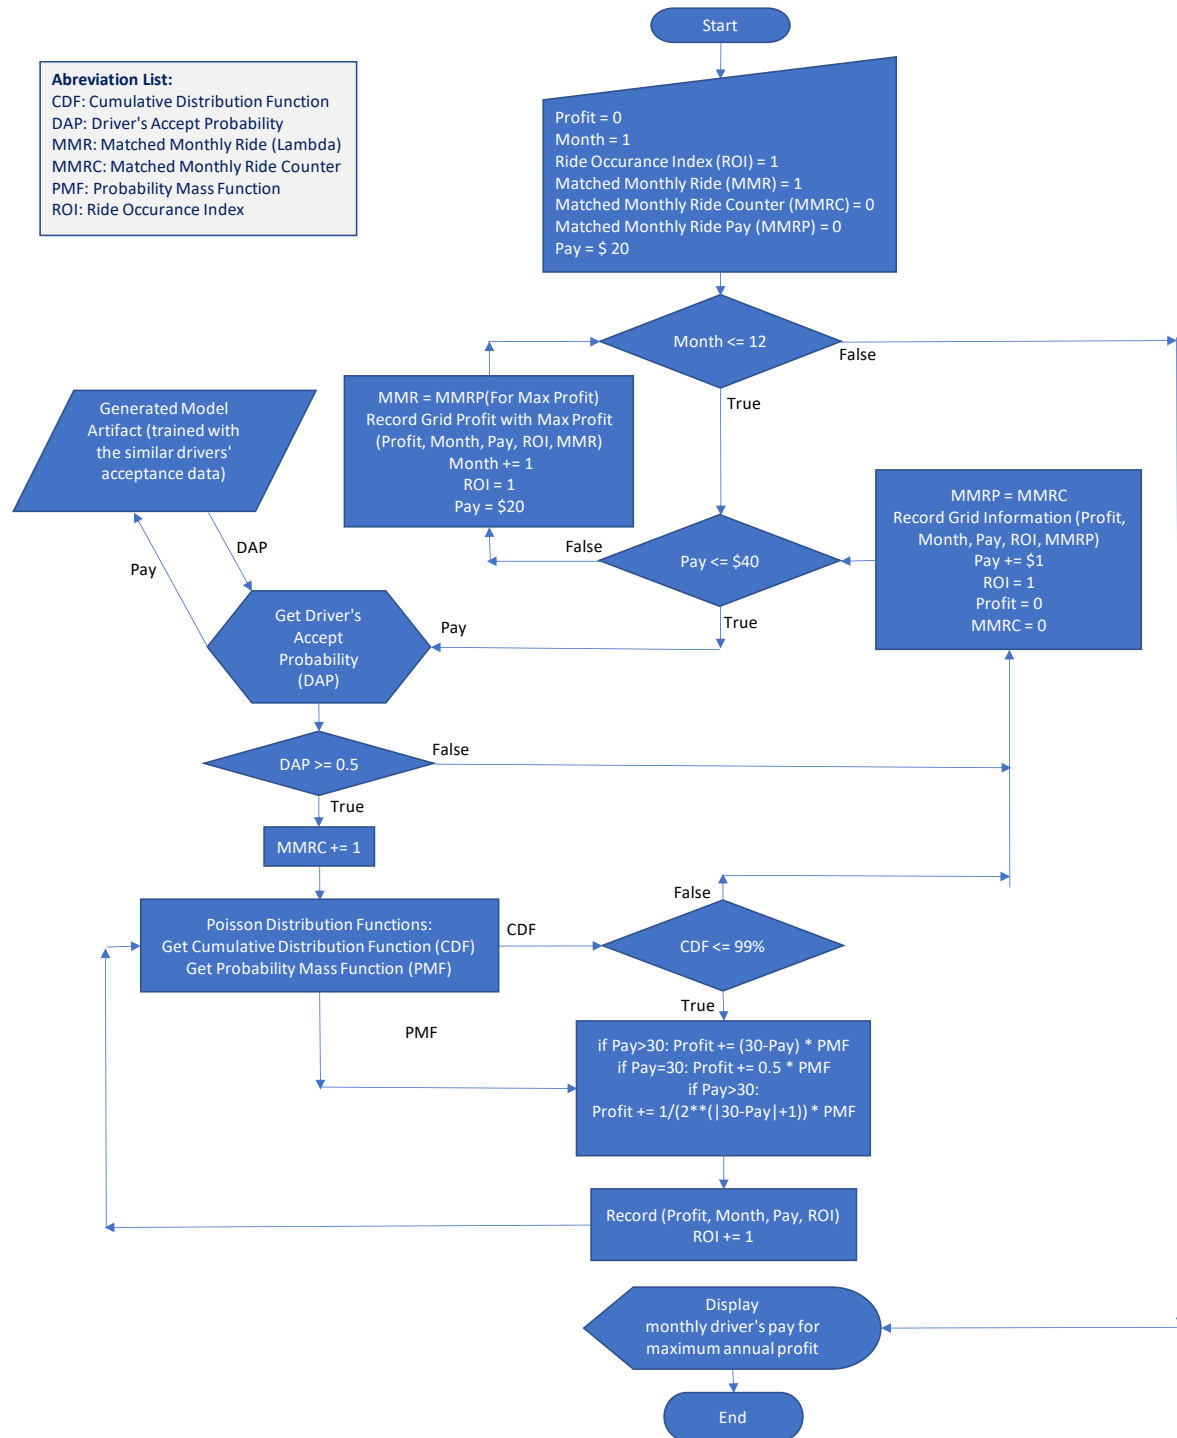 Start
Abreviation List:
CDF: Cumulative Distribution Function
DAP: Driver's Accept Probability
MMR: Matched Monthly Ride (Lambda)
MMRC: Matched Monthly Ride Counter
PMF: Probability Mass Function
ROI: Ride Occurance Index
Profit = 0
Month = 1
Ride Occurance Index (ROI) = 1
Matched Monthly Ride (MMR) = 1
Matched Monthly Ride Counter (MMRC) = 0
Matched Monthly Ride Pay (MMRP) = 0
Pay = $ 20
Month <= 12
False
True
MMR = MMRP(For Max Profit)
Record Grid Profit with Max Profit
(Profit, Month, Pay, ROI, MMR)
Month += 1
ROI = 1
Pay = $20
Generated Model
Artifact (trained with
the similar drivers'
acceptance data)
MMRP = MMRC
Record Grid Information (Profit,
Month, Pay, ROI, MMRP)
Pay += $1
ROI = 1
Profit = 0
MMRC = 0
Pay <= $40
False
True
DAP
Pay
Pay
Get Driver's
Accept
Probability
(DAP)
DAP >= 0.5
False
True
MMRC += 1
Poisson Distribution Functions:
Get Cumulative Distribution Function (CDF)
Get Probability Mass Function (PMF)
CDF
CDF <= 99%
False
True
PMF
if Pay>30: Profit += (30-Pay) * PMF
if Pay=30: Profit += 0.5 * PMF
if Pay>30:
Profit += 1/(2**(|30-Pay|+1)) * PMF
Record (Profit, Month, Pay, ROI)
ROI += 1
Display
monthly driver's pay for
maximum annual profit
End